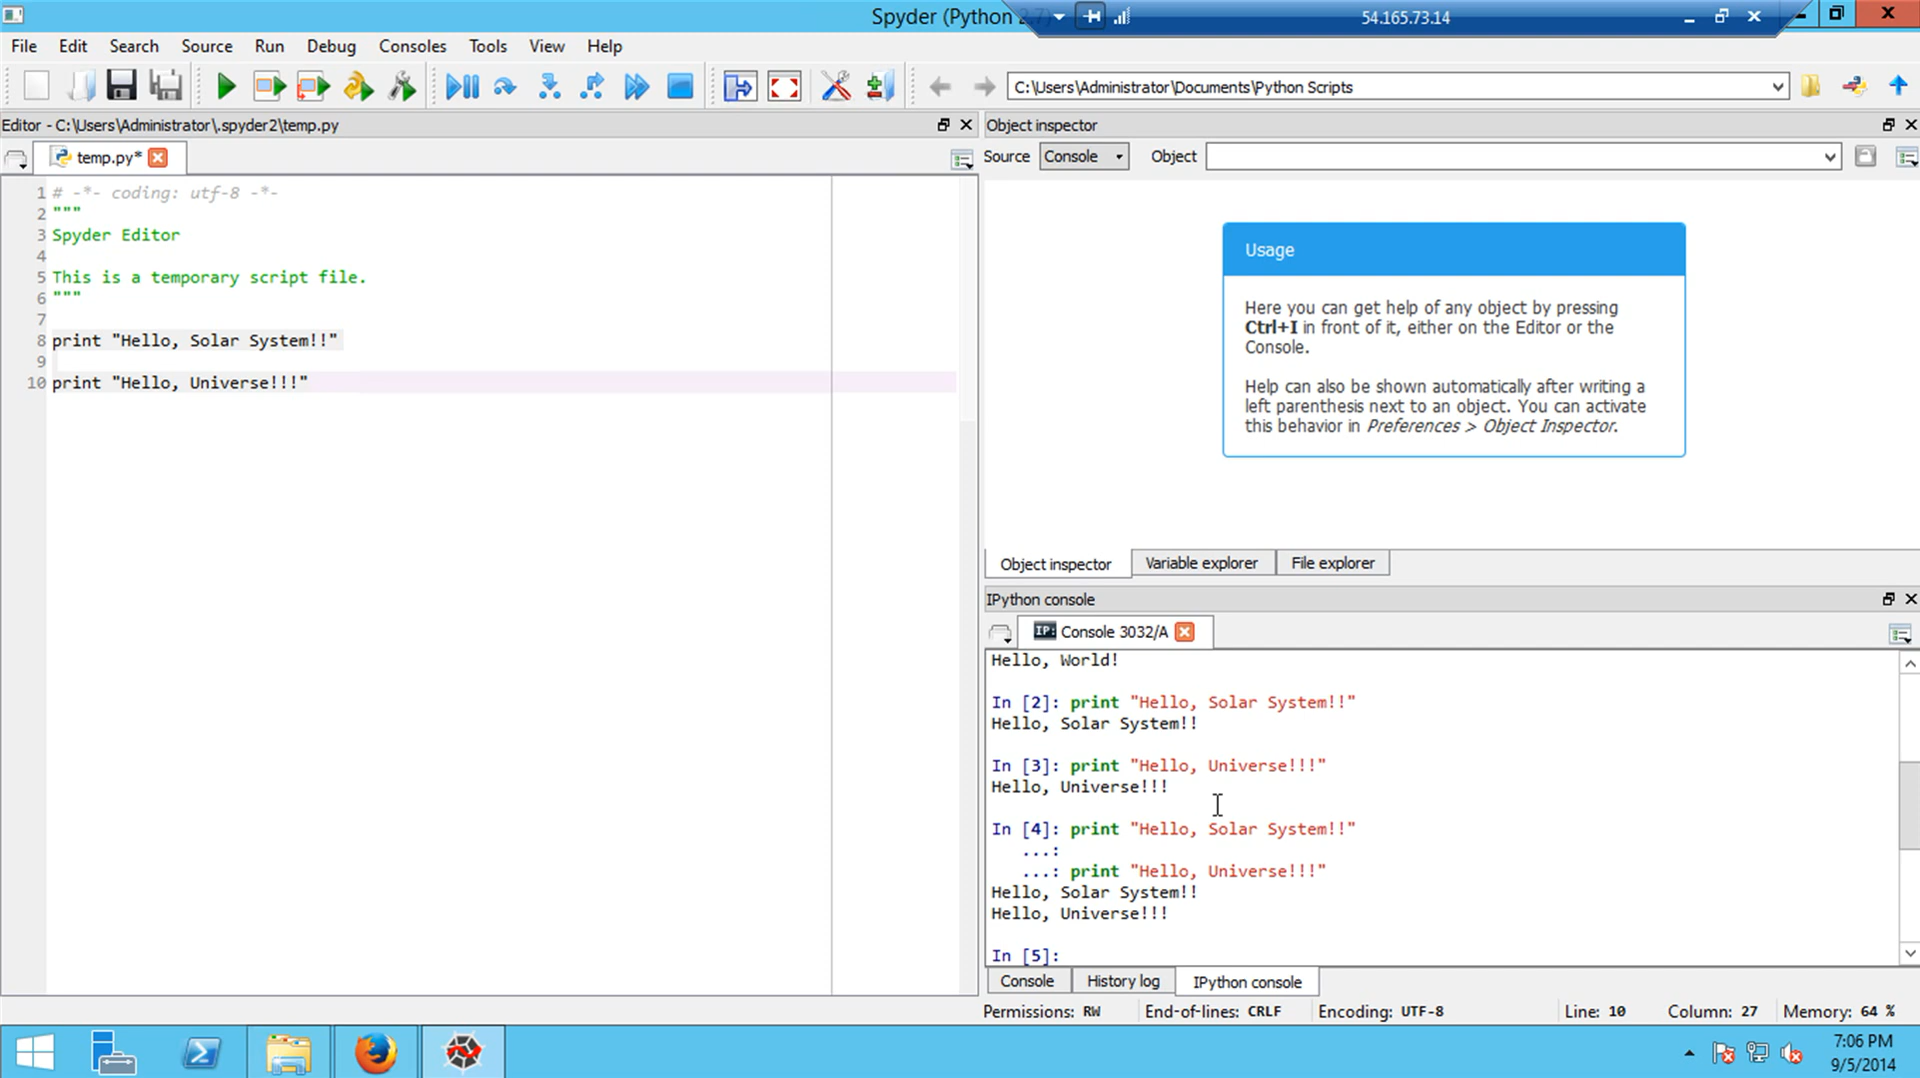 Spyder (Python 2.7)
54.165.73.14
File Edit Search Source Run Debug Consoles Tools View Help
C:\Users\Administrator\Documents\Python Scripts
Editor - C:\Users\Administrator\.spyder2\temp.py
temp.py*
1 # -*- coding: utf-8 -*-
2 """
3 Spyder Editor
4
5 This is a temporary script file.
6 """
7
8 print "Hello, Solar System!!"
9
10 print "Hello, Universe!!!"
Object inspector
Source Console Object
Usage
Here you can get help of any object by pressing
Ctrl+I in front of it, either on the Editor or the
Console.
Help can also be shown automatically after writing a
left parenthesis next to an object. You can activate
this behavior in Preferences > Object Inspector.
Object inspector Variable explorer File explorer
IPython console
IP: Console 3032/A
Hello, World!
In [2]: print "Hello, Solar System!!"
Hello, Solar System!!
In [3]: print "Hello, Universe!!!"
Hello, Universe!!!
In [4]: print "Hello, Solar System!!"
...:
...: print "Hello, Universe!!!"
Hello, Solar System!!
Hello, Universe!!!
In [5]:
Console History log IPython console
Permissions: RW End-of-lines: CRLF Encoding: UTF-8 Line: 10 Column: 27 Memory: 64 %
7:06 PM
9/5/2014